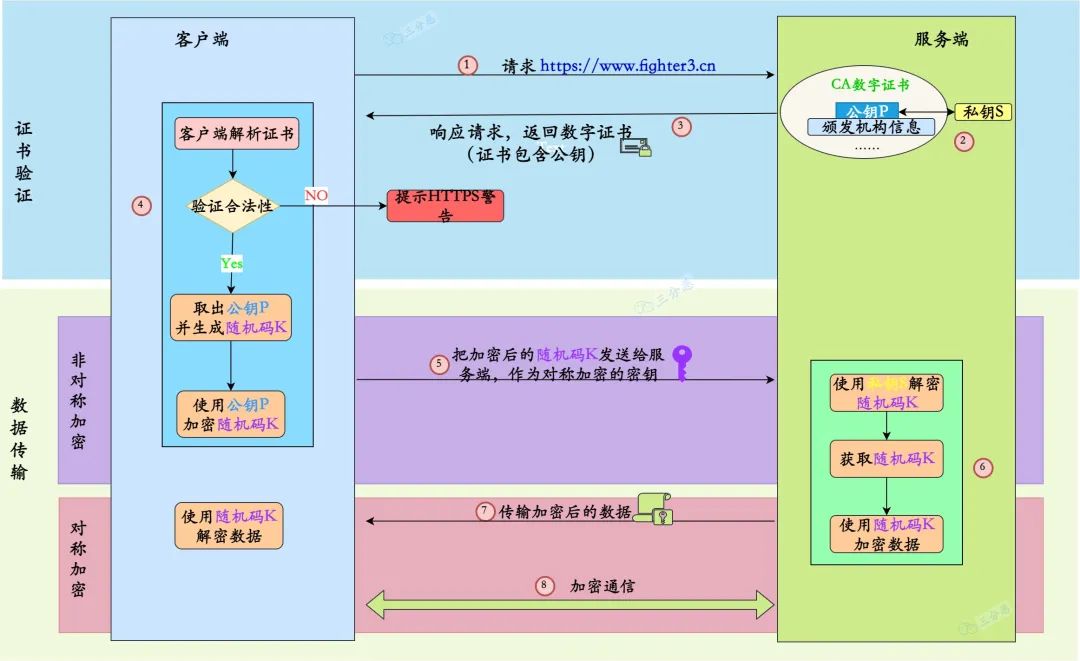 三分恶
客户端
服务端
证书验证
①
请求 https://www.fighter3.cn
CA数字证书
公钥P
私钥S
颁发机构信息
……
②
③
响应请求，返回数字证书
（证书包含公钥）
④
客户端解析证书
验证合法性
NO
提示HTTPS警
告
Yes
三分恶
数据传输
非对称加密
取出公钥P
并生成随机码K
使用公钥P
加密随机码K
⑤
把加密后的随机码K发送给服
务端，作为对称加密的密钥
使用私钥S解密
随机码K
获取随机码K
⑥
使用随机码K
加密数据
对称加密
使用随机码K
解密数据
⑦
传输加密后的数据
⑧
加密通信
三分恶